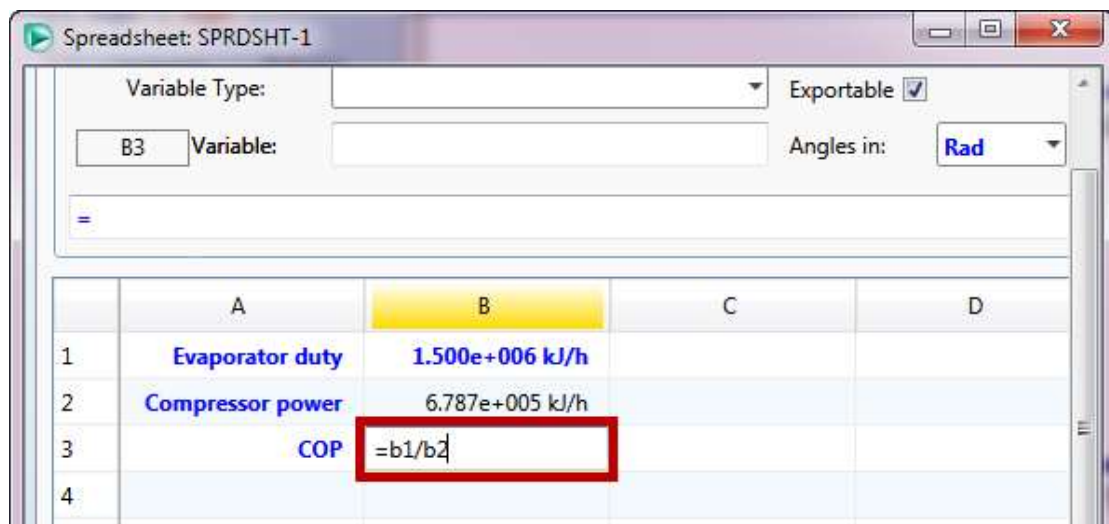 Spreadsheet: SPRDSHT-1
Variable Type: Exportable
B3 Variable: Angles in: Rad
=
A B C D
1 Evaporator duty 1.500e+006 kJ/h
2 Compressor power 6.787e+005 kJ/h
3 COP =b1/b2
4